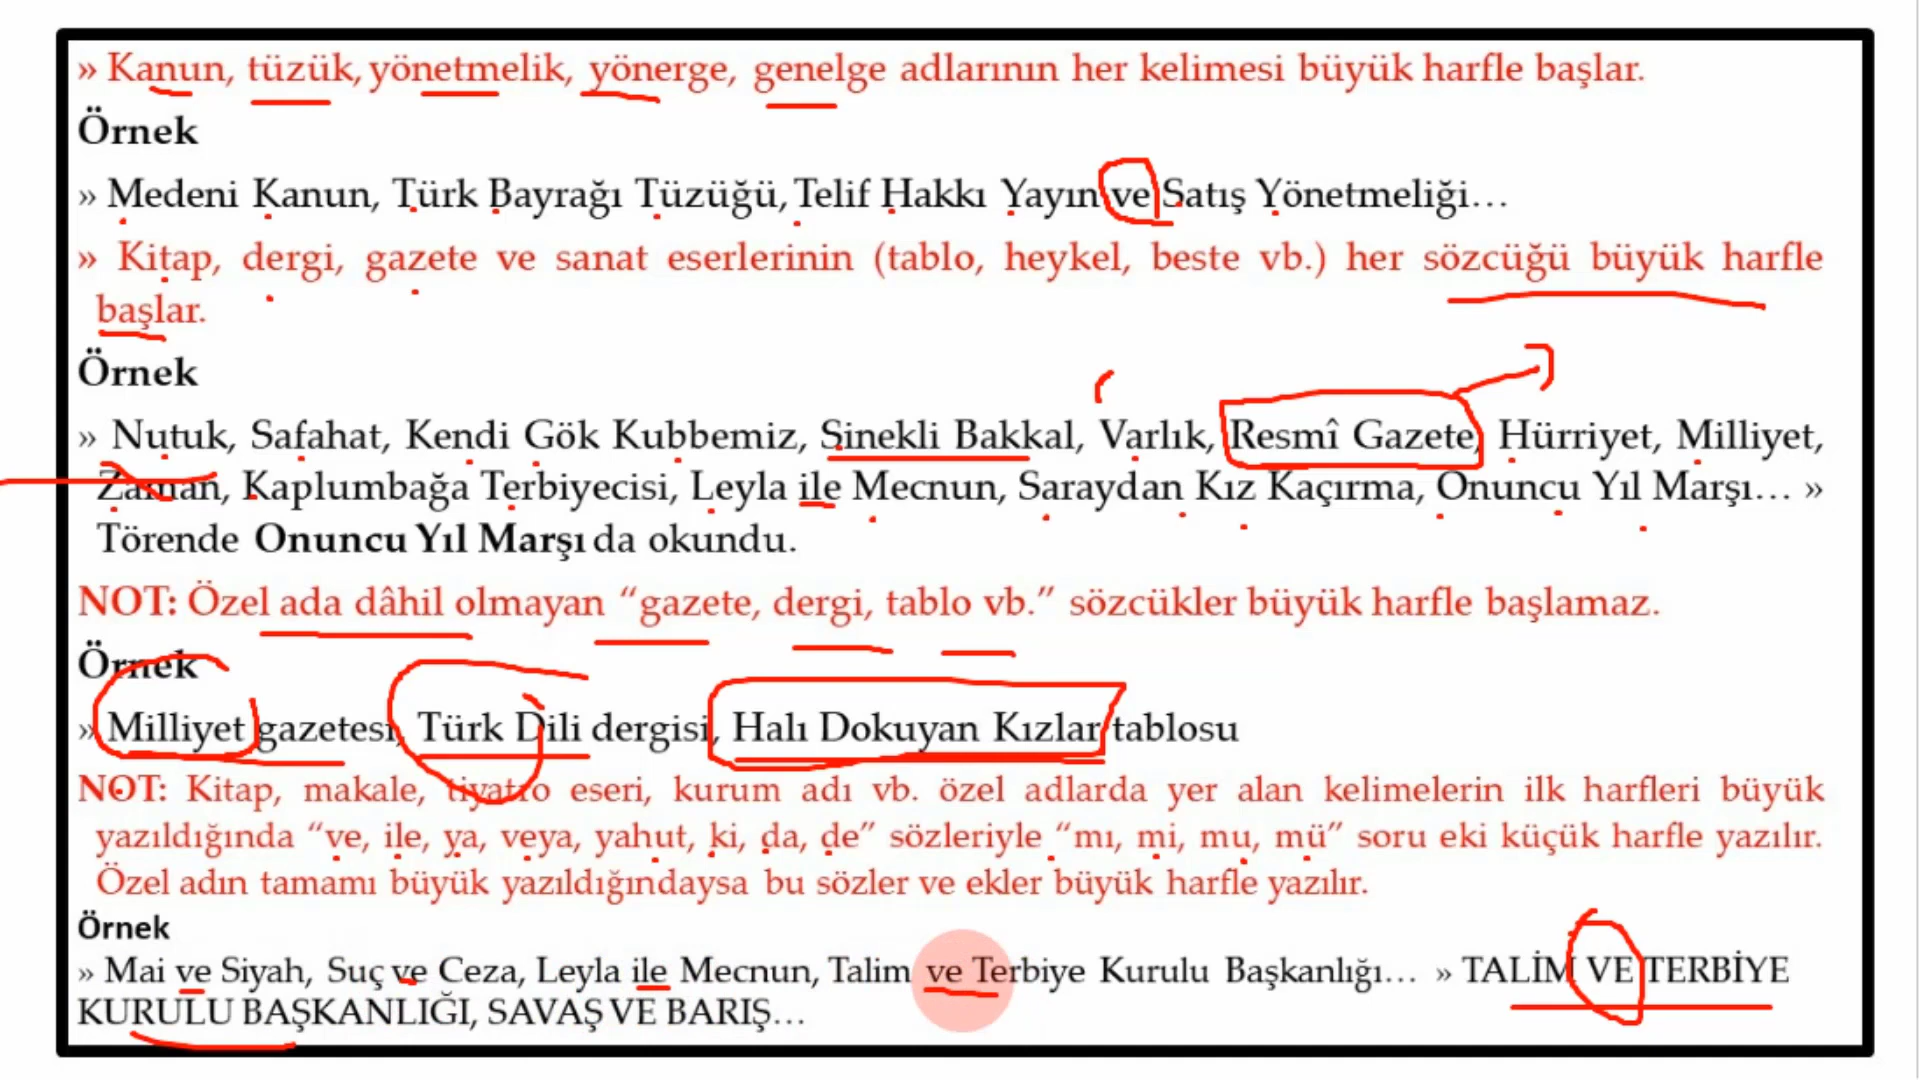 » Kanun, tüzük, yönetmelik, yönerge, genelge adlarının her kelimesi büyük harfle başlar.
Örnek
» Medeni Kanun, Türk Bayrağı Tüzüğü, Telif Hakkı Yayın ve Satış Yönetmeliği…
» Kitap, dergi, gazete ve sanat eserlerinin (tablo, heykel, beste vb.) her sözcüğü büyük harfle
başlar.
Örnek
» Nutuk, Safahat, Kendi Gök Kubbemiz, Sinekli Bakkal, Varlık, Resmî Gazete, Hürriyet, Milliyet,
Zaman, Kaplumbağa Terbiyecisi, Leyla ile Mecnun, Saraydan Kız Kaçırma, Onuncu Yıl Marşı… »
Törende Onuncu Yıl Marşı da okundu.
NOT: Özel ada dâhil olmayan “gazete, dergi, tablo vb.” sözcükler büyük harfle başlamaz.
Örnek
» Milliyet gazetesi, Türk Dili dergisi, Halı Dokuyan Kızlar tablosu
NOT: Kitap, makale, tiyatro eseri, kurum adı vb. özel adlarda yer alan kelimelerin ilk harfleri büyük
yazıldığında “ve, ile, ya, veya, yahut, ki, da, de” sözleriyle “mı, mi, mu, mü” soru eki küçük harfle yazılır.
Özel adın tamamı büyük yazıldığındaysa bu sözler ve ekler büyük harfle yazılır.
Örnek
» Mai ve Siyah, Suç ve Ceza, Leyla ile Mecnun, Talim ve Terbiye Kurulu Başkanlığı… » TALİM VE TERBİYE
KURULU BAŞKANLIĞI, SAVAŞ VE BARIŞ…